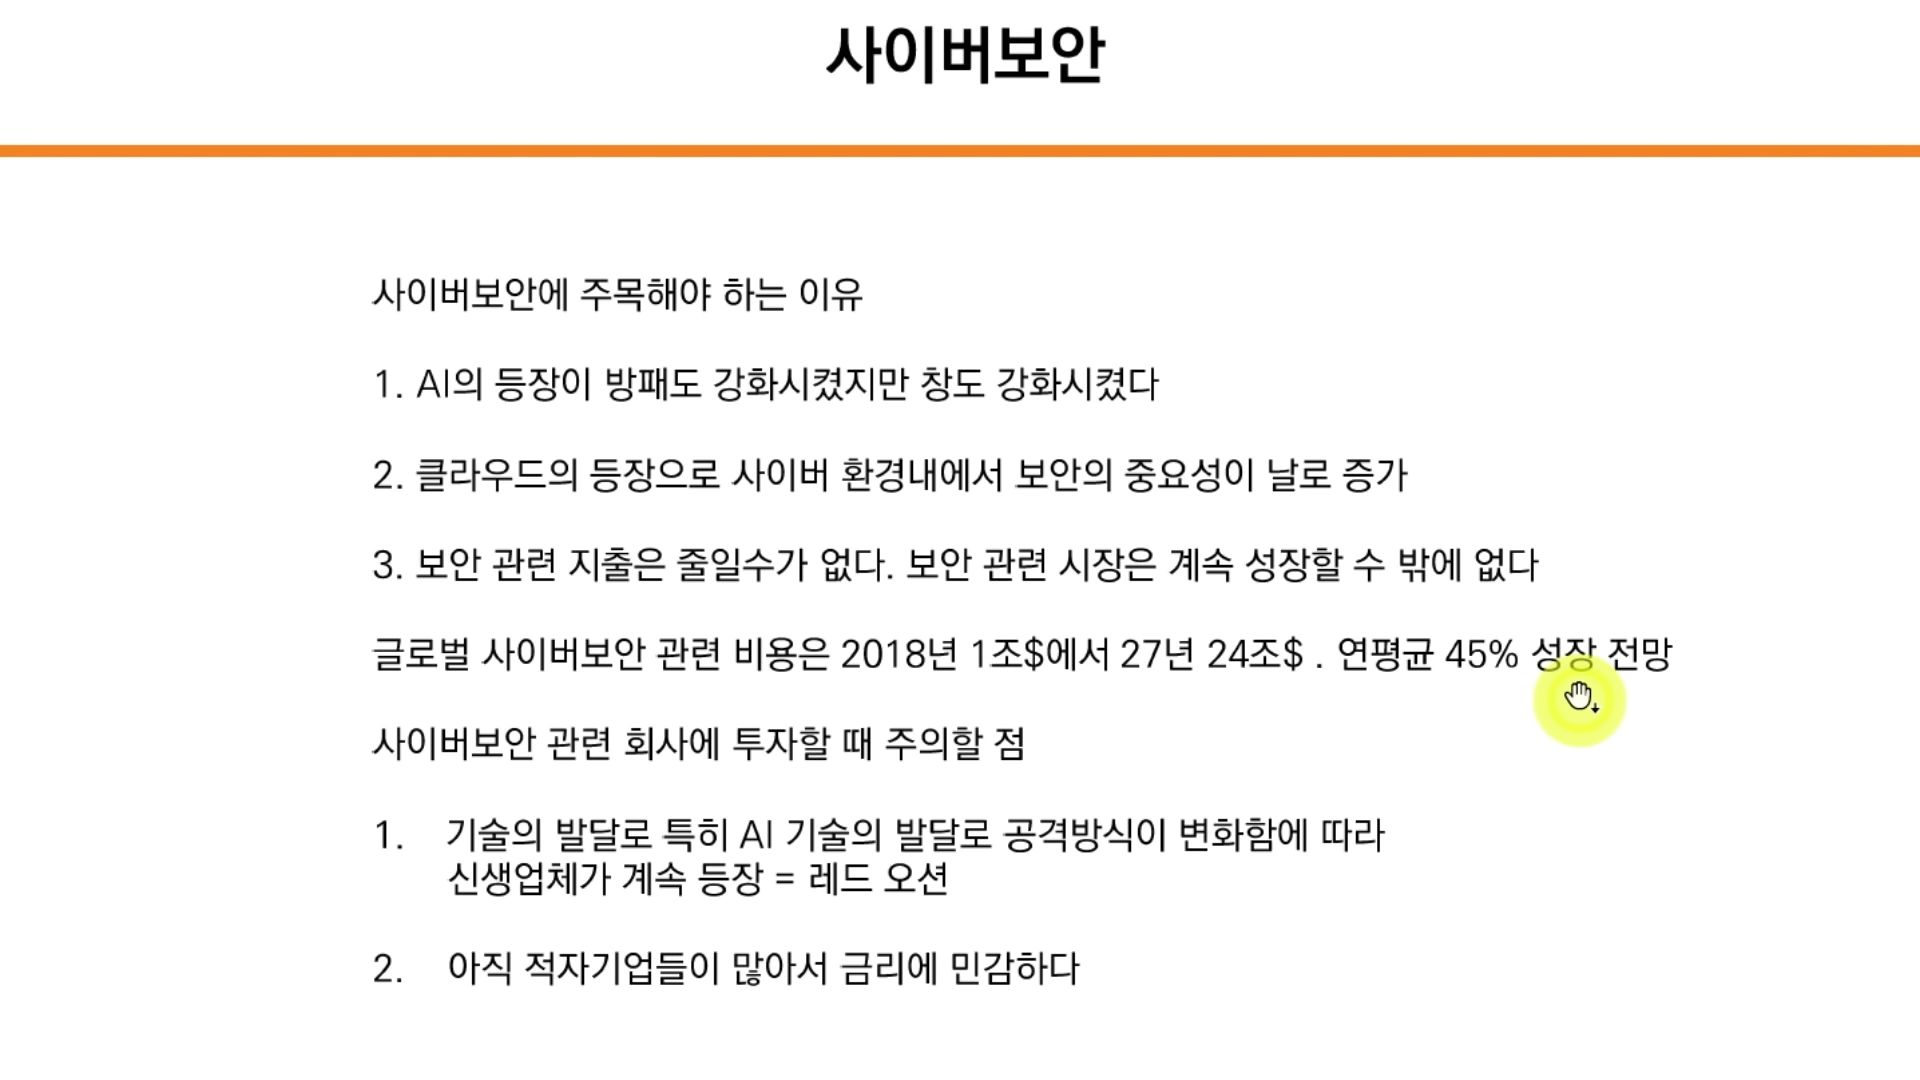 사이버보안
사이버보안에 주목해야 하는 이유
1. AI의 등장이 방패도 강화시켰지만 창도 강화시켰다
2. 클라우드의 등장으로 사이버 환경내에서 보안의 중요성이 날로 증가
3. 보안 관련 지출은 줄일수가 없다. 보안 관련 시장은 계속 성장할 수 밖에 없다
글로벌 사이버보안 관련 비용은 2018년 1조$에서 27년 24조$ . 연평균 45% 성장 전망
사이버보안 관련 회사에 투자할 때 주의할 점
1. 기술의 발달로 특히 AI 기술의 발달로 공격방식이 변화함에 따라
신생업체가 계속 등장 = 레드 오션
2. 아직 적자기업들이 많아서 금리에 민감하다